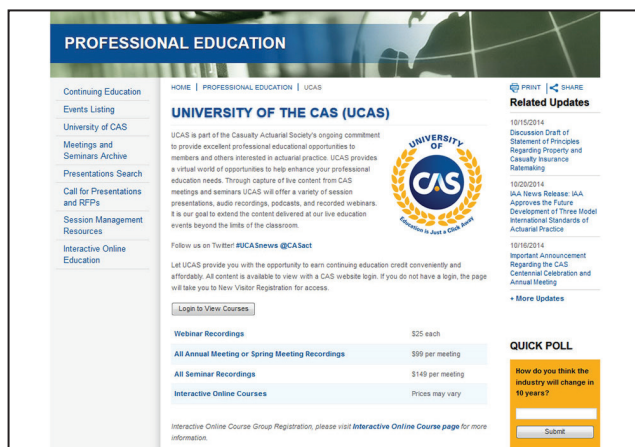 PROFESSIONAL EDUCATION
Continuing Education
Events Listing
University of CAS
Meetings and
Seminars Archive
Presentations Search
Call for Presentations
and RFPs
Session Management
Resources
Interactive Online
Education
HOME | PROFESSIONAL EDUCATION | UCAS
UNIVERSITY OF THE CAS (UCAS)
UCAS is part of the Casualty Actuarial Society's ongoing commitment
to provide excellent professional educational opportunities to
members and others interested in actuarial practice. UCAS provides
a virtual world of opportunities to help enhance your professional
education needs. Through capture of live content from CAS
meetings and seminars UCAS will offer a variety of session
presentations, audio recordings, podcasts, and recorded webinars.
It is our goal to extend the content delivered at our live education
events beyond the limits of the classroom.
UNIVERSITY
OF
CAS
Education is Just a Click Away
Follow us on Twitter! #UCASnews @CASact
Let UCAS provide you with the opportunity to earn continuing education credit conveniently and
affordably. All content is available to view with a CAS website login. If you do not have a login, the page
will take you to New Visitor Registration for access.
Login to View Courses
Webinar Recordings $25 each
All Annual Meeting or Spring Meeting Recordings $99 per meeting
All Seminar Recordings $149 per meeting
Interactive Online Courses Prices may vary
Interactive Online Course Group Registration, please visit Interactive Online Course page for more
information.
PRINT SHARE
Related Updates
10/15/2014
Discussion Draft of
Statement of Principles
Regarding Property and
Casualty Insurance
Ratemaking
10/20/2014
IAA News Release: IAA
Approves the Future
Development of Three Model
International Standards of
Actuarial Practice
10/16/2014
Important Announcement
Regarding the CAS
Centennial Celebration and
Annual Meeting
+ More Updates
QUICK POLL
How do you think the
industry will change in
10 years?
Submit